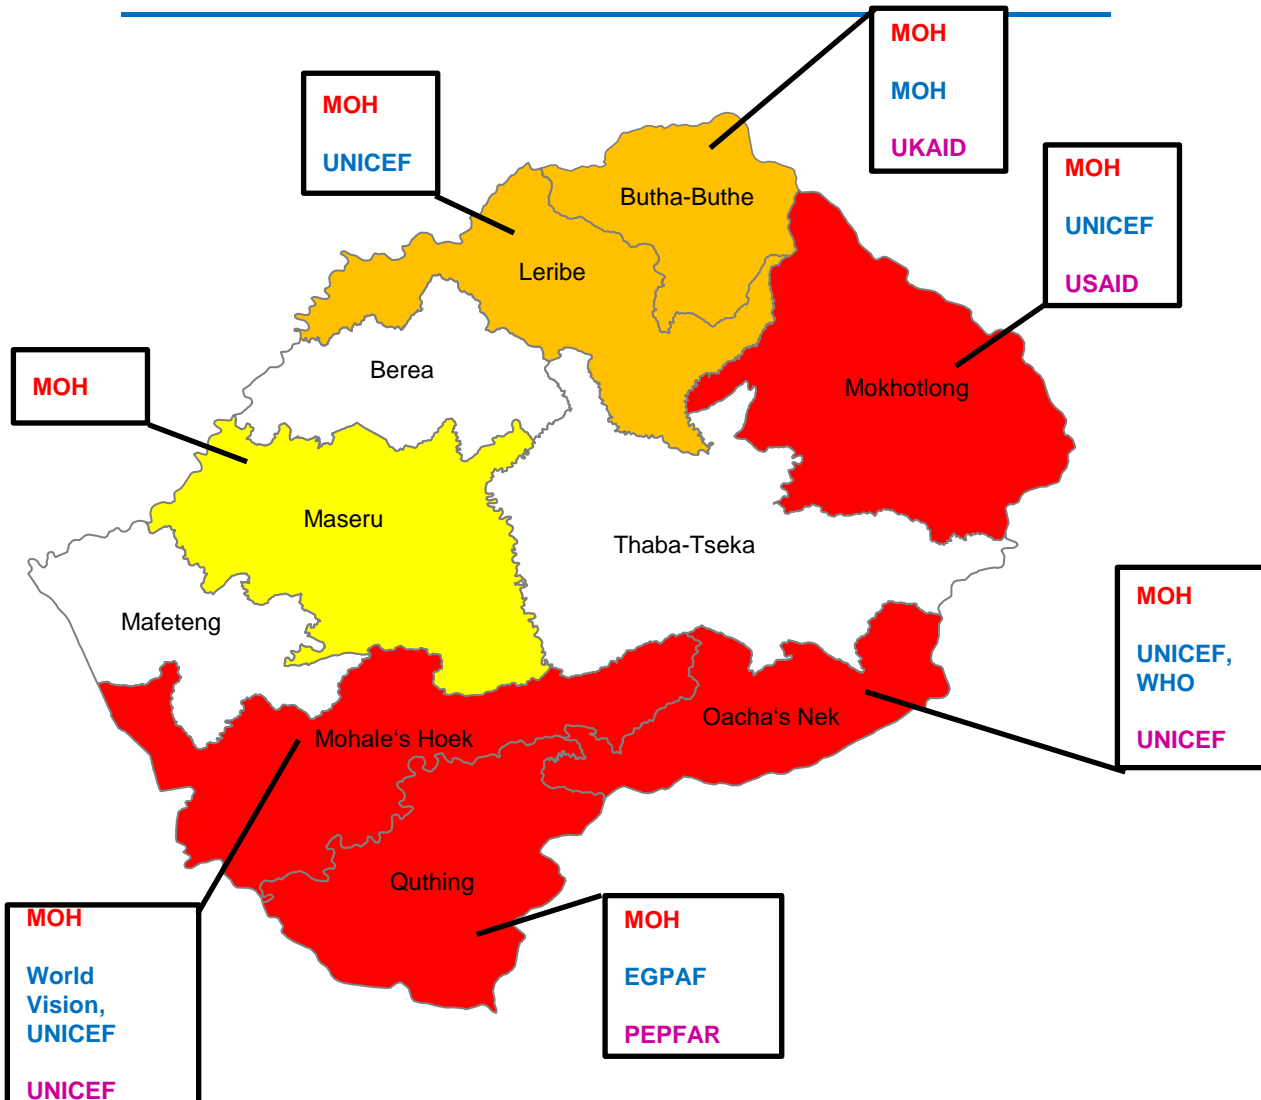 MOH
MOH
UKAID
MOH
UNICEF
MOH
UNICEF
USAID
Butha-Buthe
Leribe
Berea
Mokhotlong
MOH
Maseru
Thaba-Tseka
Mafeteng
MOH
UNICEF,
WHO
UNICEF
Oacha‘s Nek
Mohale‘s Hoek
Quthing
MOH
World
Vision,
UNICEF
UNICEF
MOH
EGPAF
PEPFAR